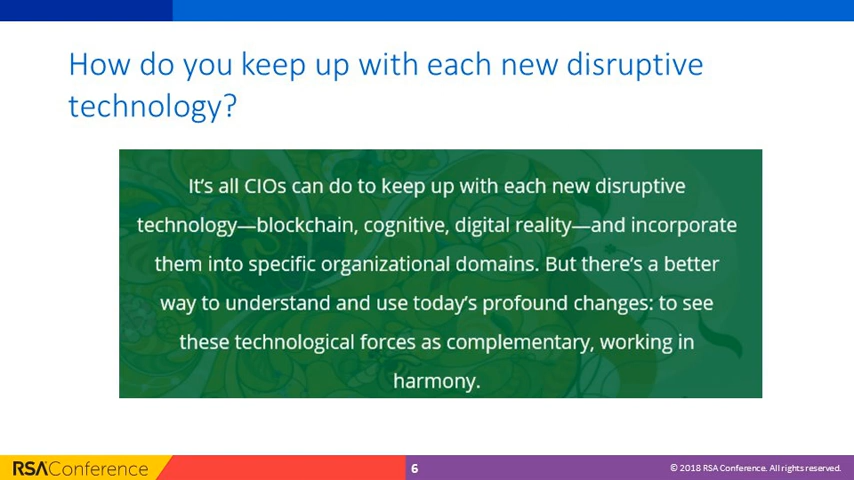 How do you keep up with each new disruptive
technology?
It's all CIOs can do to keep up with each new disruptive
technology—blockchain, cognitive, digital reality—and incorporate
them into specific organizational domains. But there's a better
way to understand and use today's profound changes: to see
these technological forces as complementary, working in
harmony.
RSAConference
6
© 2018 RSA Conference. All rights reserved.